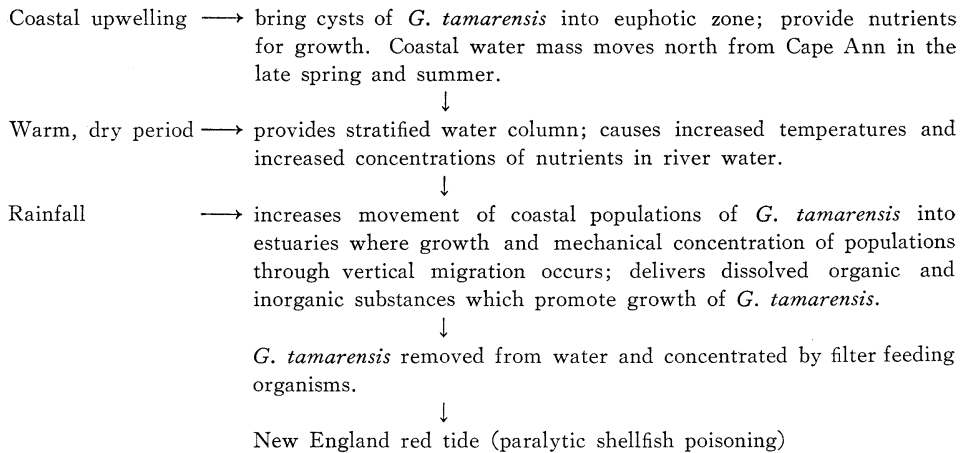 Coastal upwelling ⟶ bring cysts of G. tamarensis into euphotic zone; provide nutrients
for growth. Coastal water mass moves north from Cape Ann in the
late spring and summer.
↓
Warm, dry period ⟶ provides stratified water column; causes increased temperatures and
increased concentrations of nutrients in river water.
↓
Rainfall ⟶ increases movement of coastal populations of G. tamarensis into
estuaries where growth and mechanical concentration of populations
through vertical migration occurs; delivers dissolved organic and
inorganic substances which promote growth of G. tamarensis.
↓
G. tamarensis removed from water and concentrated by filter feeding
organisms.
↓
New England red tide (paralytic shellfish poisoning)